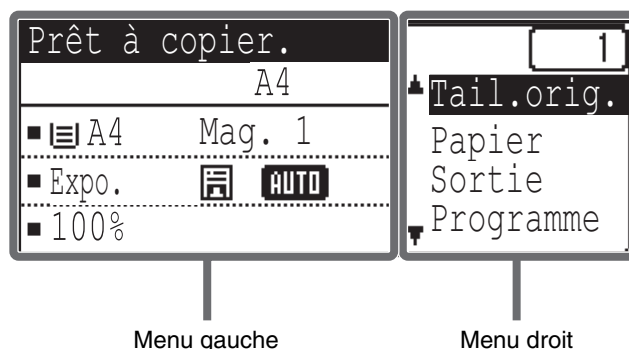 Prêt à copier.
A4
A4 Mag. 1
Expo. AUTO
100%
1
Tail.orig.
Papier
Sortie
Programme
Menu gauche
Menu droit